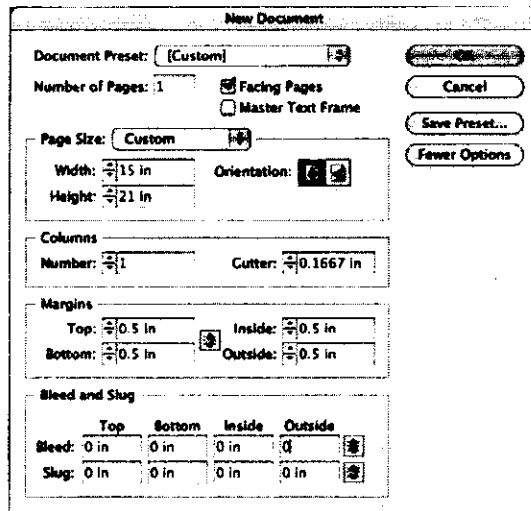 New Document
Document Preset: [Custom]
Number of Pages: 1 Facing Pages
Master Text Frame
Cancel
Save Preset...
Fewer Options
Page Size: Custom
Width: 15 in Orientation:
Height: 21 in
Columns
Number: 1 Gutter: 0.1667 in
Margins
Top: 0.5 in Inside: 0.5 in
Bottom: 0.5 in Outside: 0.5 in
Bleed and Slug
Top Bottom Inside Outside
Bleed: 0 in 0 in 0 in 0
Slug: 0 in 0 in 0 in 0 in